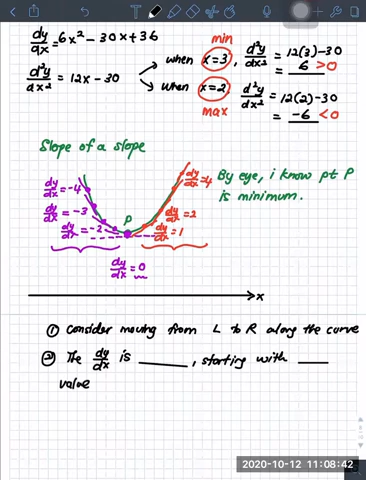 dy/dx = 6x² - 30x + 36
d²y/dx² = 12x - 30
min
when x=3, d²y/dx² = 12(3)-30
= 6 > 0
when x=2, d²y/dx² = 12(2)-30
= -6 < 0
max
Slope of a slope
By eye, i know pt P
is minimum.
dy/dx = -4
dy/dx = -3
dy/dx = -2
P
dy/dx = 4
dy/dx = 2
dy/dx = 1
dy/dx = 0
x
① Consider moving from L to R along the curve
② The dy/dx is ________, starting with ____
value
2020-10-12 11:08:42